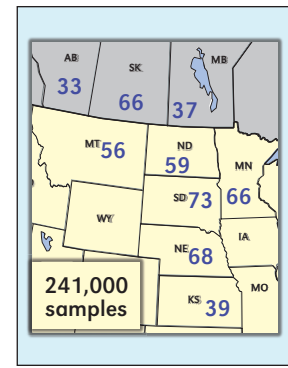 AB
SK
MB
33
66
37
MT 56
ND
59
MN
66
SD 73
WY
IA
NE 68
MO
KS 39
241,000
samples